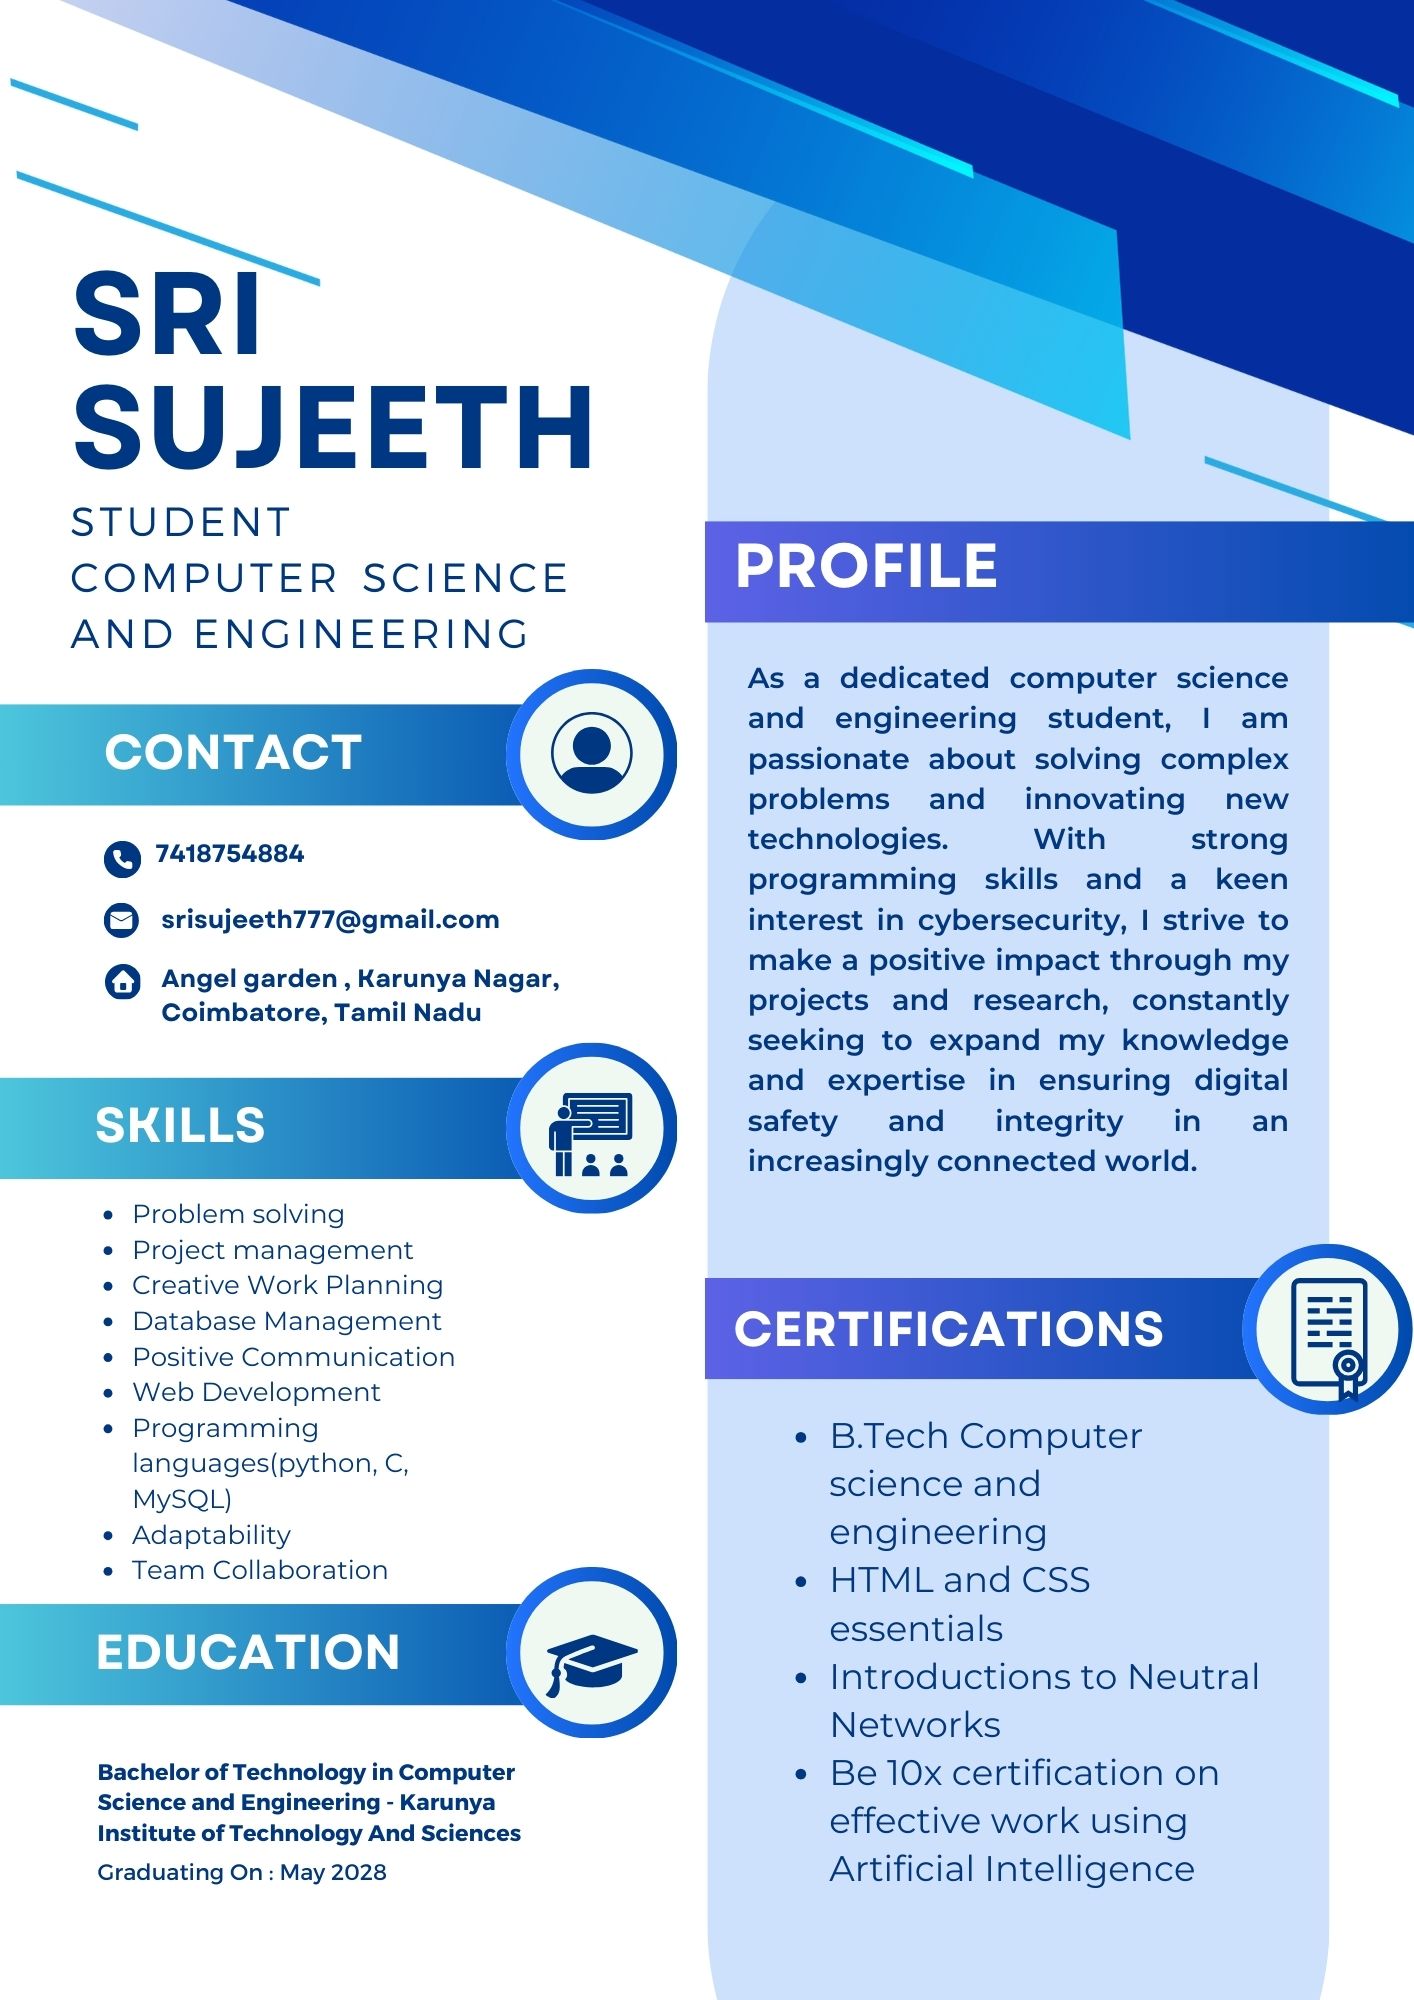 SRI
SUJEETH
STUDENT
COMPUTER SCIENCE
AND ENGINEERING
CONTACT
7418754884
srisujeeth777@gmail.com
Angel garden , Karunya Nagar,
Coimbatore, Tamil Nadu
SKILLS
Problem solving
Project management
Creative Work Planning
Database Management
Positive Communication
Web Development
Programming
languages(python, C,
MySQL)
Adaptability
Team Collaboration
EDUCATION
Bachelor of Technology in Computer
Science and Engineering - Karunya
Institute of Technology And Sciences
Graduating On : May 2028
PROFILE
As a dedicated computer science
and engineering student, I am
passionate about solving complex
problems and innovating new
technologies. With strong
programming skills and a keen
interest in cybersecurity, I strive to
make a positive impact through my
projects and research, constantly
seeking to expand my knowledge
and expertise in ensuring digital
safety and integrity in an
increasingly connected world.
CERTIFICATIONS
B.Tech Computer
science and
engineering
HTML and CSS
essentials
Introductions to Neutral
Networks
Be 10x certification on
effective work using
Artificial Intelligence